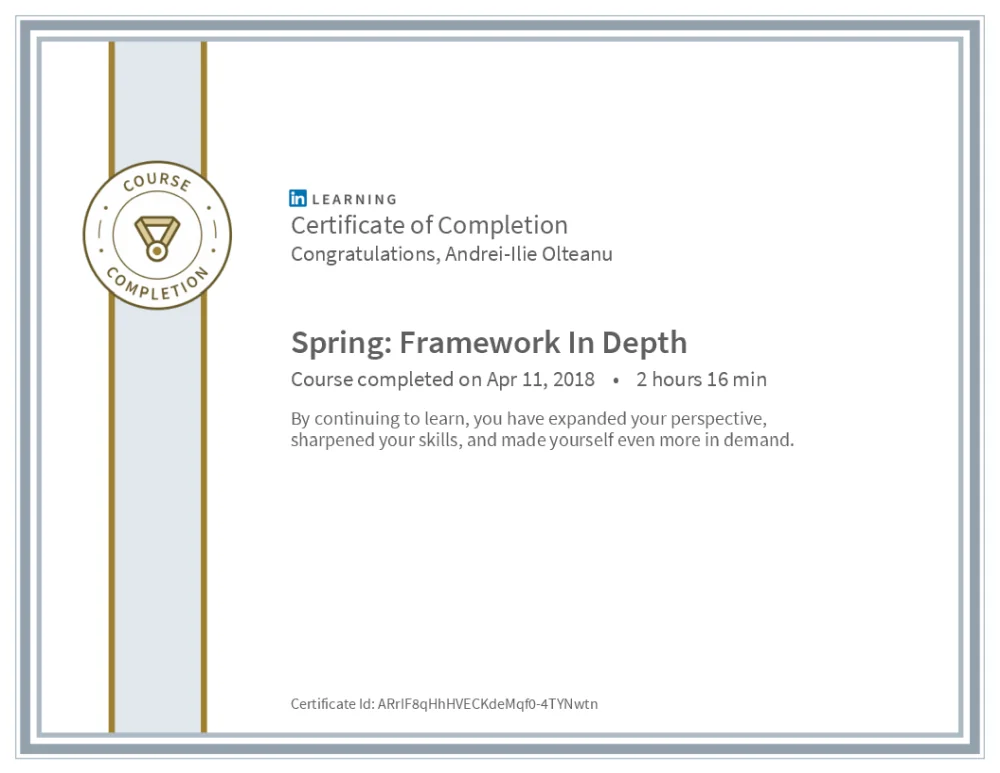 COURSE
COMPLETION
in LEARNING
Certificate of Completion
Congratulations, Andrei-Ilie Olteanu
Spring: Framework In Depth
Course completed on Apr 11, 2018 • 2 hours 16 min
By continuing to learn, you have expanded your perspective,
sharpened your skills, and made yourself even more in demand.
Certificate Id: ARrIF8qHhHVECKdeMqf0-4TYNwtn